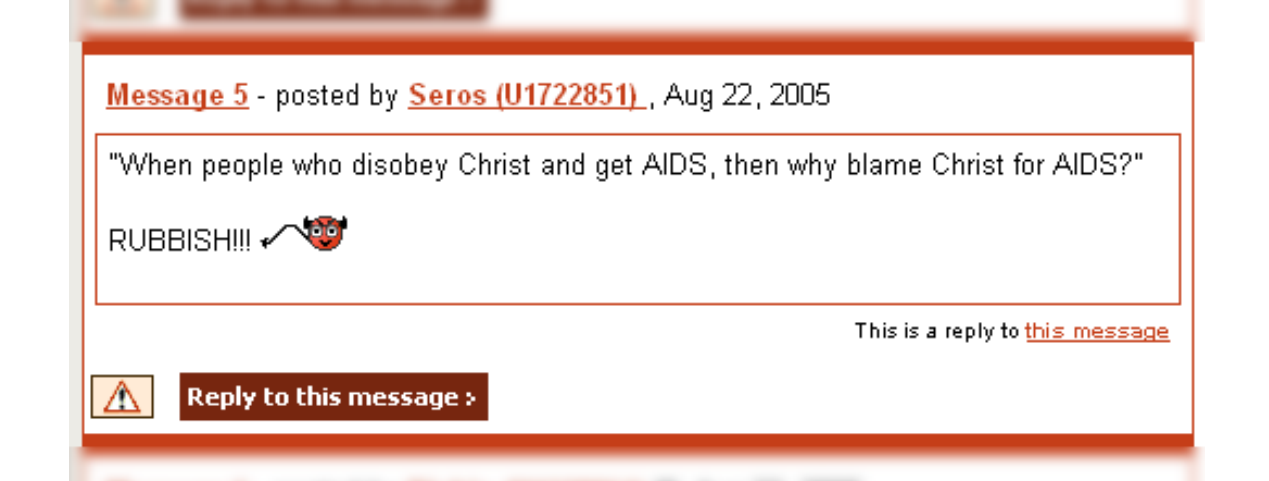 Message 5 - posted by Seros (U1722851) , Aug 22, 2005
"When people who disobey Christ and get AIDS, then why blame Christ for AIDS?"
RUBBISH!!!
This is a reply to this message
Reply to this message >